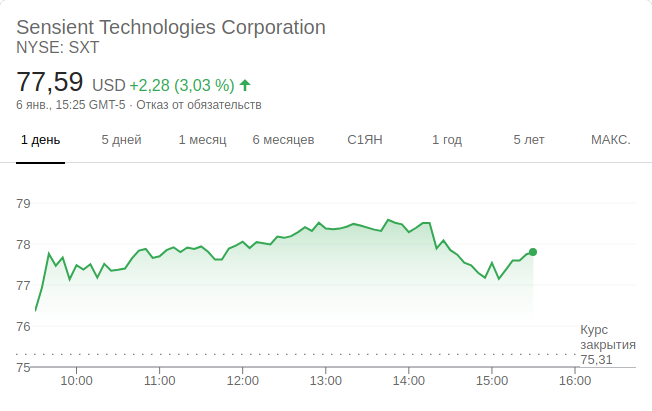 Sensient Technologies Corporation
NYSE: SXT
77,59 USD +2,28 (3,03 %)
6 янв., 15:25 GMT-5 · Отказ от обязательств
1 день 5 дней 1 месяц 6 месяцев С1ЯН 1 год 5 лет МАКС.
79
78
77
76
Курс
закрытия
75,31
75
10:00 11:00 12:00 13:00 14:00 15:00 16:00